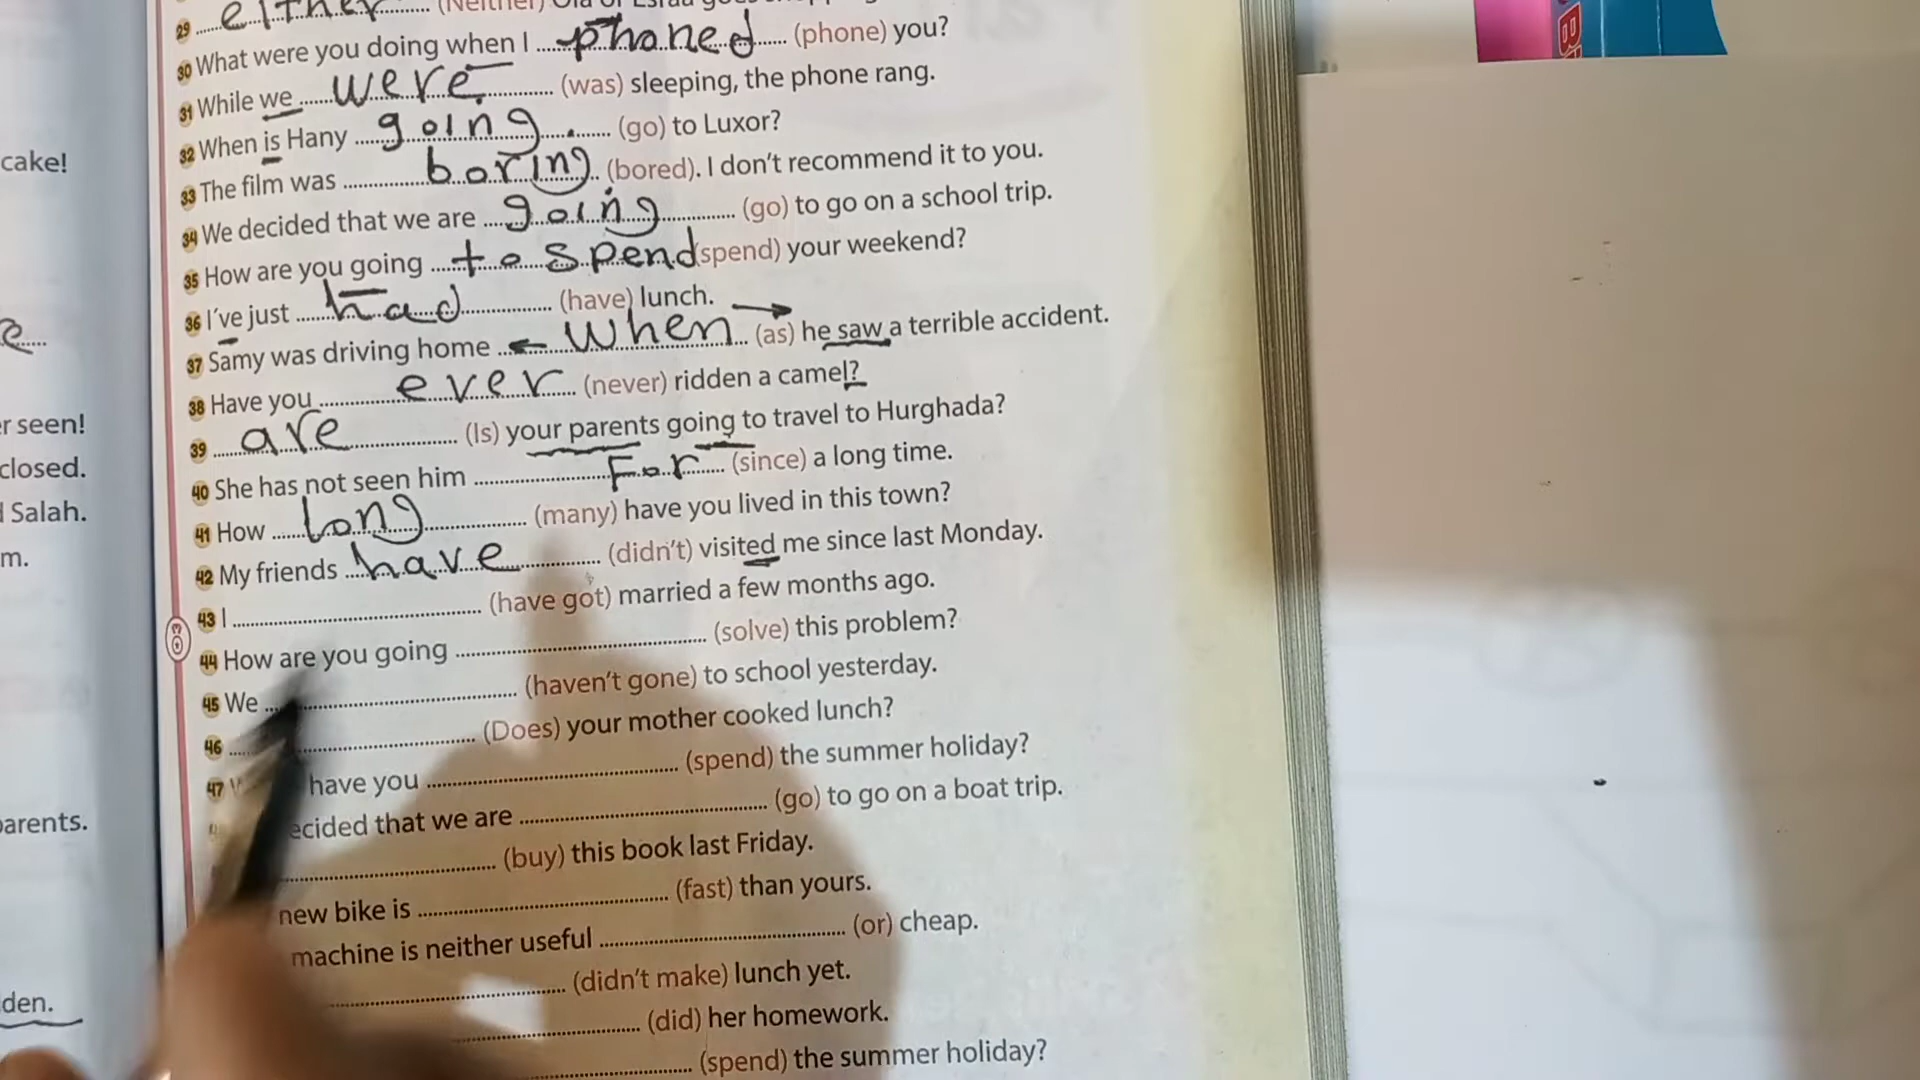 29 either (Neither)
30 What were you doing when I phoned (phone) you?
31 While we were (was) sleeping, the phone rang.
32 When is Hany going (go) to Luxor?
33 The film was boring (bored). I don't recommend it to you.
34 We decided that we are going (go) to go on a school trip.
35 How are you going to spend (spend) your weekend?
36 I've just had (have) lunch.
37 Samy was driving home when (as) he saw a terrible accident.
38 Have you ever (never) ridden a camel?
39 are (Is) your parents going to travel to Hurghada?
40 She has not seen him For (since) a long time.
41 How long (many) have you lived in this town?
42 My friends have (didn't) visited me since last Monday.
43 I (have got) married a few months ago.
44 How are you going (solve) this problem?
45 We (haven't gone) to school yesterday.
46 (Does) your mother cooked lunch?
47 have you (spend) the summer holiday?
ecided that we are (go) to go on a boat trip.
(buy) this book last Friday.
new bike is (fast) than yours.
machine is neither useful (or) cheap.
(didn't make) lunch yet.
(did) her homework.
(spend) the summer holiday?
cake!
r seen!
closed.
Salah.
m.
parents.
den.